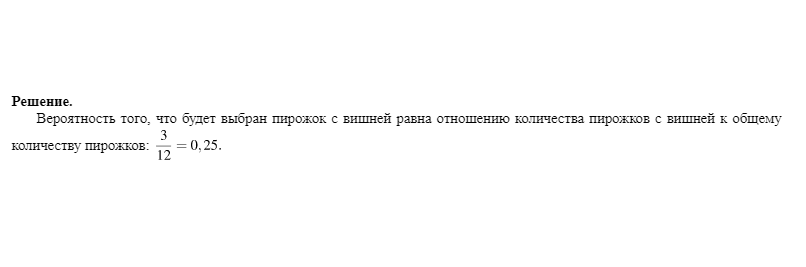 Решение.
Вероятность того, что будет выбран пирожок с вишней равна отношению количества пирожков с вишней к общему
количеству пирожков: 3/12 = 0,25.